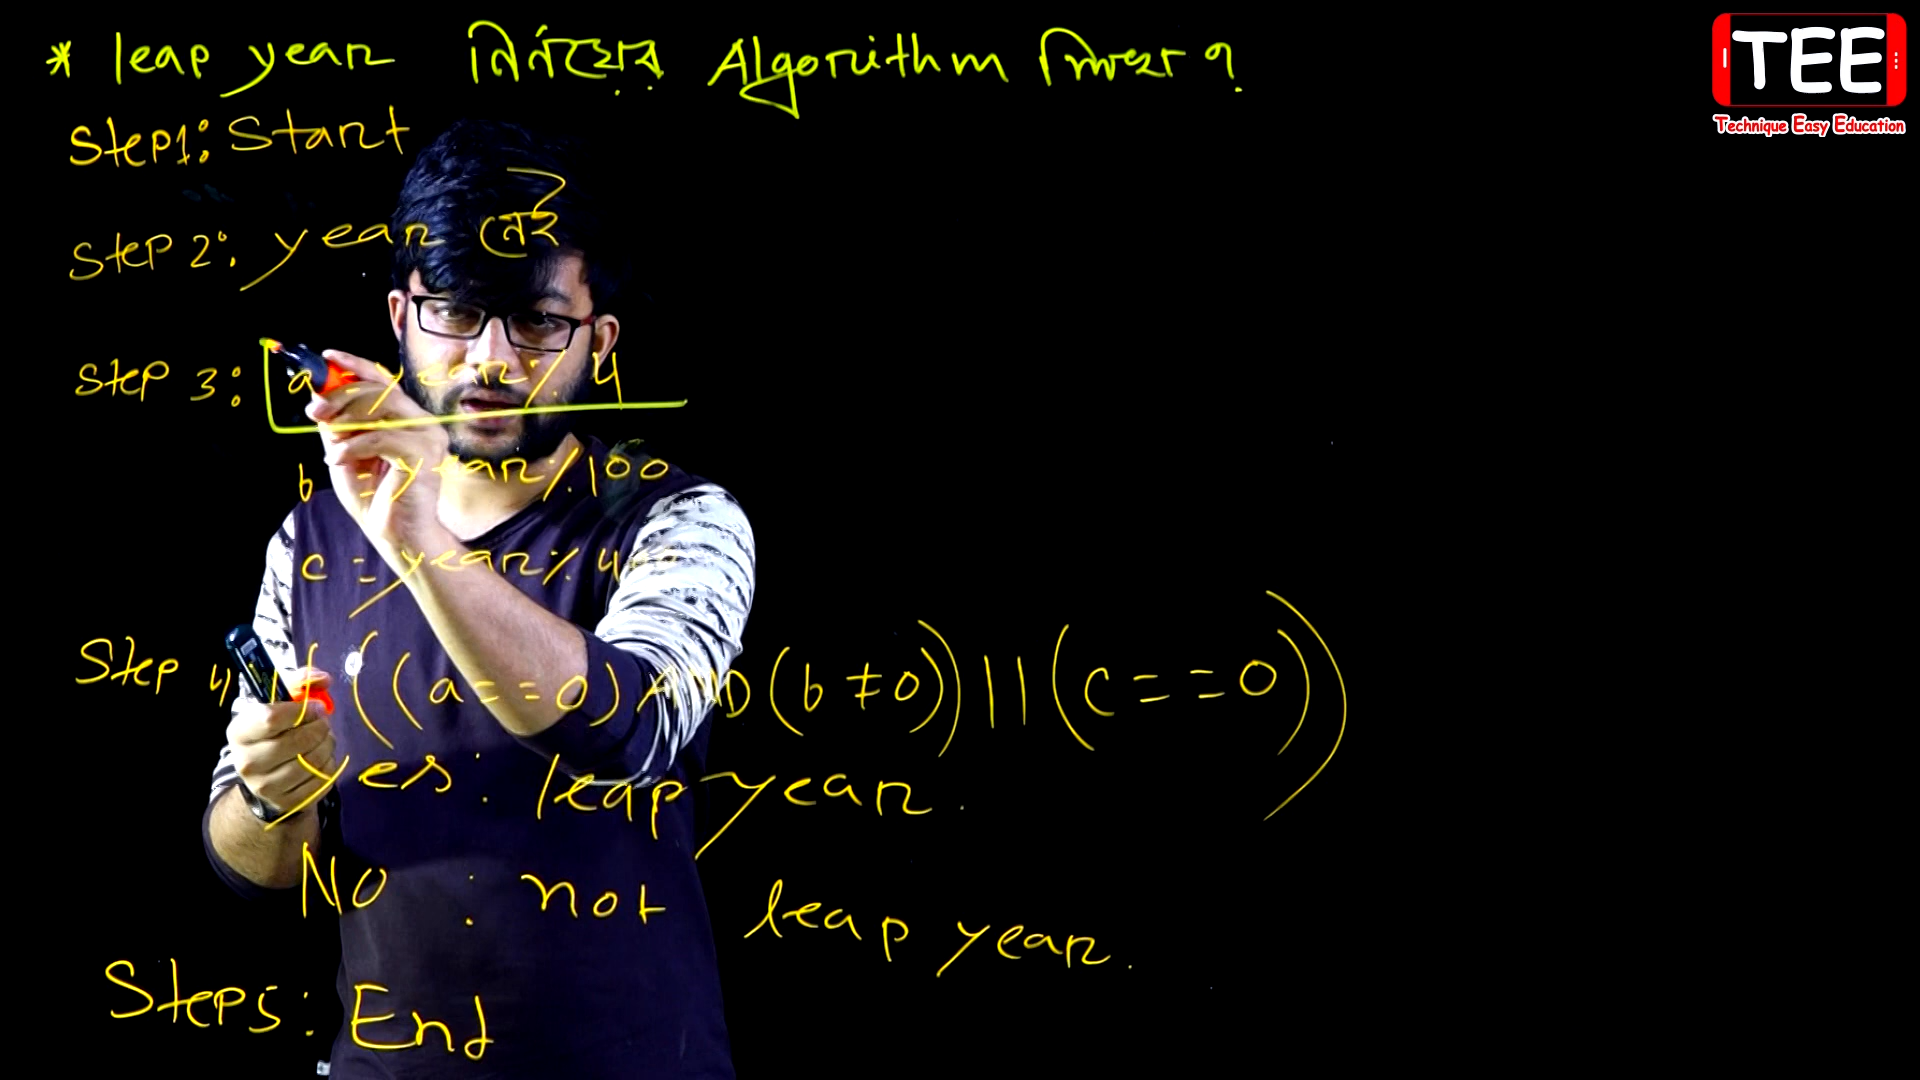 * leap year নির্নয়ের Algorithm লিখো ?
Step1: Start
Step 2: year নেই
Step 3: a = year % 4
b = year % 100
c = year % 400
Step 4: if ((a==0) AND (b≠0)) || (c==0))
Yes: leap year.
No : not leap year.
Step5: End
TEE
Technique Easy Education